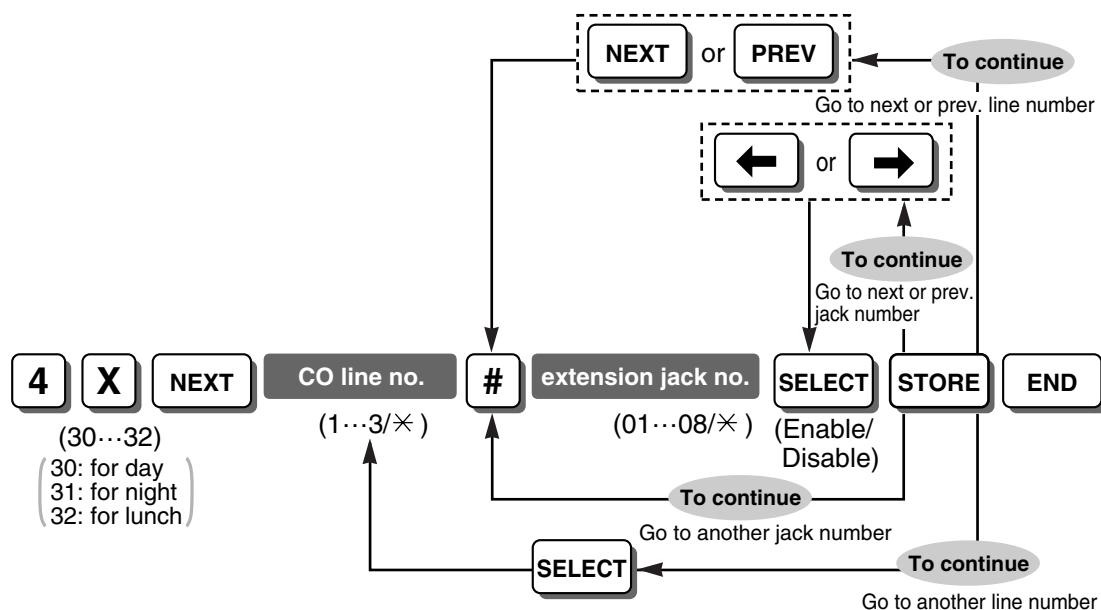 NEXT or PREV
To continue
Go to next or prev. line number
← or →
To continue
Go to next or prev.
jack number
4 X NEXT CO line no. # extension jack no. SELECT STORE END
(30···32)
(1···3/✳)
(01···08/✳)
(Enable/
Disable)
30: for day
31: for night
32: for lunch
To continue
Go to another jack number
SELECT
To continue
Go to another line number